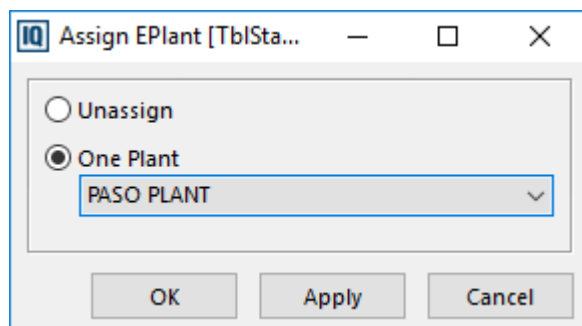 IQ Assign EPlant [TblSta...
Unassign
One Plant
PASO PLANT
OK Apply Cancel